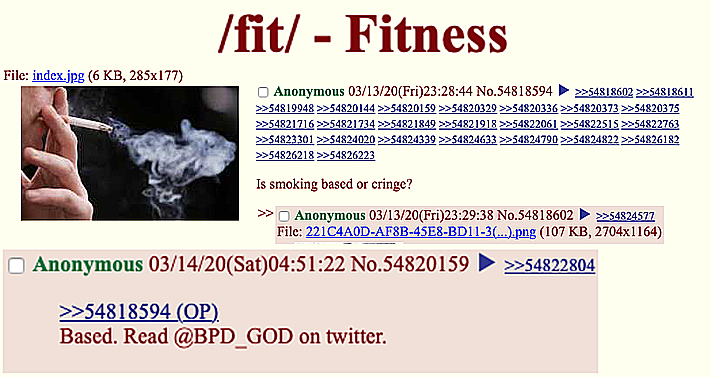 /fit/ - Fitness
File: index.jpg (6 KB, 285x177)
Anonymous 03/13/20(Fri)23:28:44 No.54818594 ▶ >>54818602 >>54818611
>>54819948 >>54820144 >>54820159 >>54820329 >>54820336 >>54820373 >>54820375
>>54821716 >>54821734 >>54821849 >>54821918 >>54822061 >>54822515 >>54822763
>>54823301 >>54824020 >>54824339 >>54824633 >>54824790 >>54824822 >>54826182
>>54826218 >>54826223
Is smoking based or cringe?
>> Anonymous 03/13/20(Fri)23:29:38 No.54818602 ▶ >>54824577
File: 221C4A0D-AF8B-45E8-BD11-3(...).png (107 KB, 2704x1164)
Anonymous 03/14/20(Sat)04:51:22 No.54820159 ▶ >>54822804
>>54818594 (OP)
Based. Read @BPD_GOD on twitter.